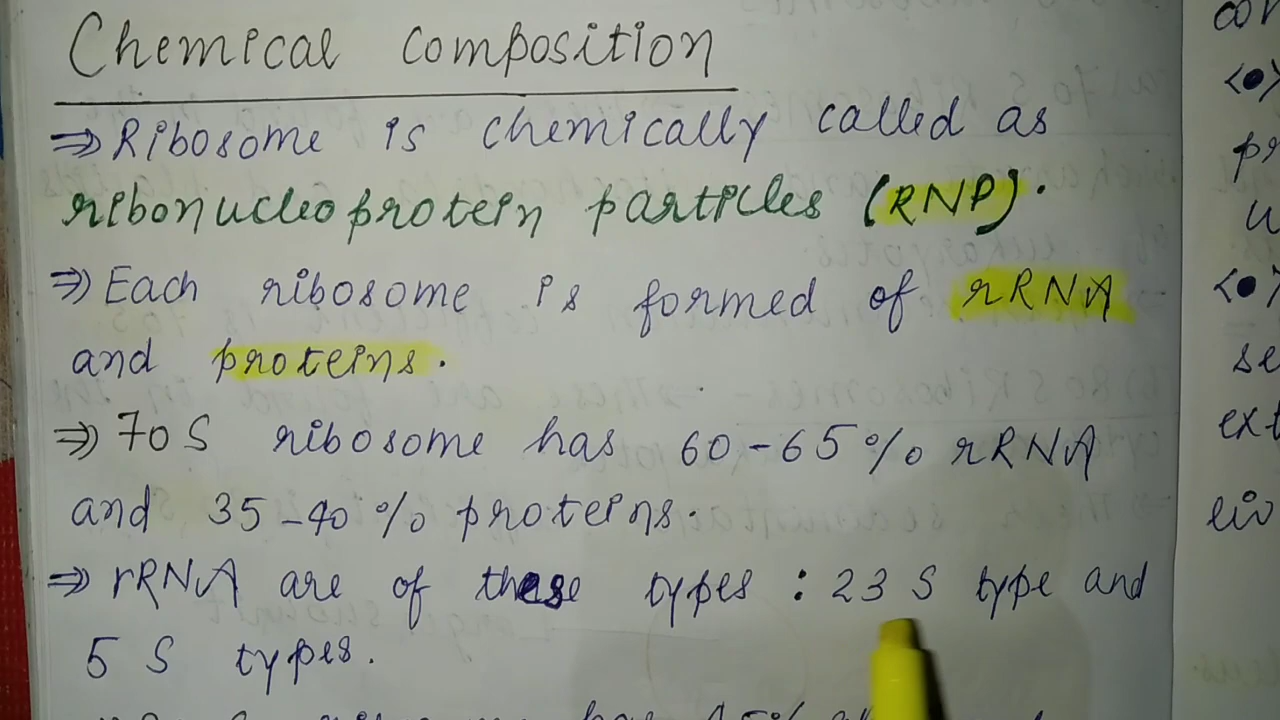 Chemical composition
⇒ Ribosome is chemically called as
ribonucleoprotein particles (RNP).
⇒ Each ribosome is formed of rRNA
and proteins.
⇒ 70 S ribosome has 60-65% rRNA
and 35-40% proteins.
⇒ rRNA are of these types : 23 S type and
5 S types.